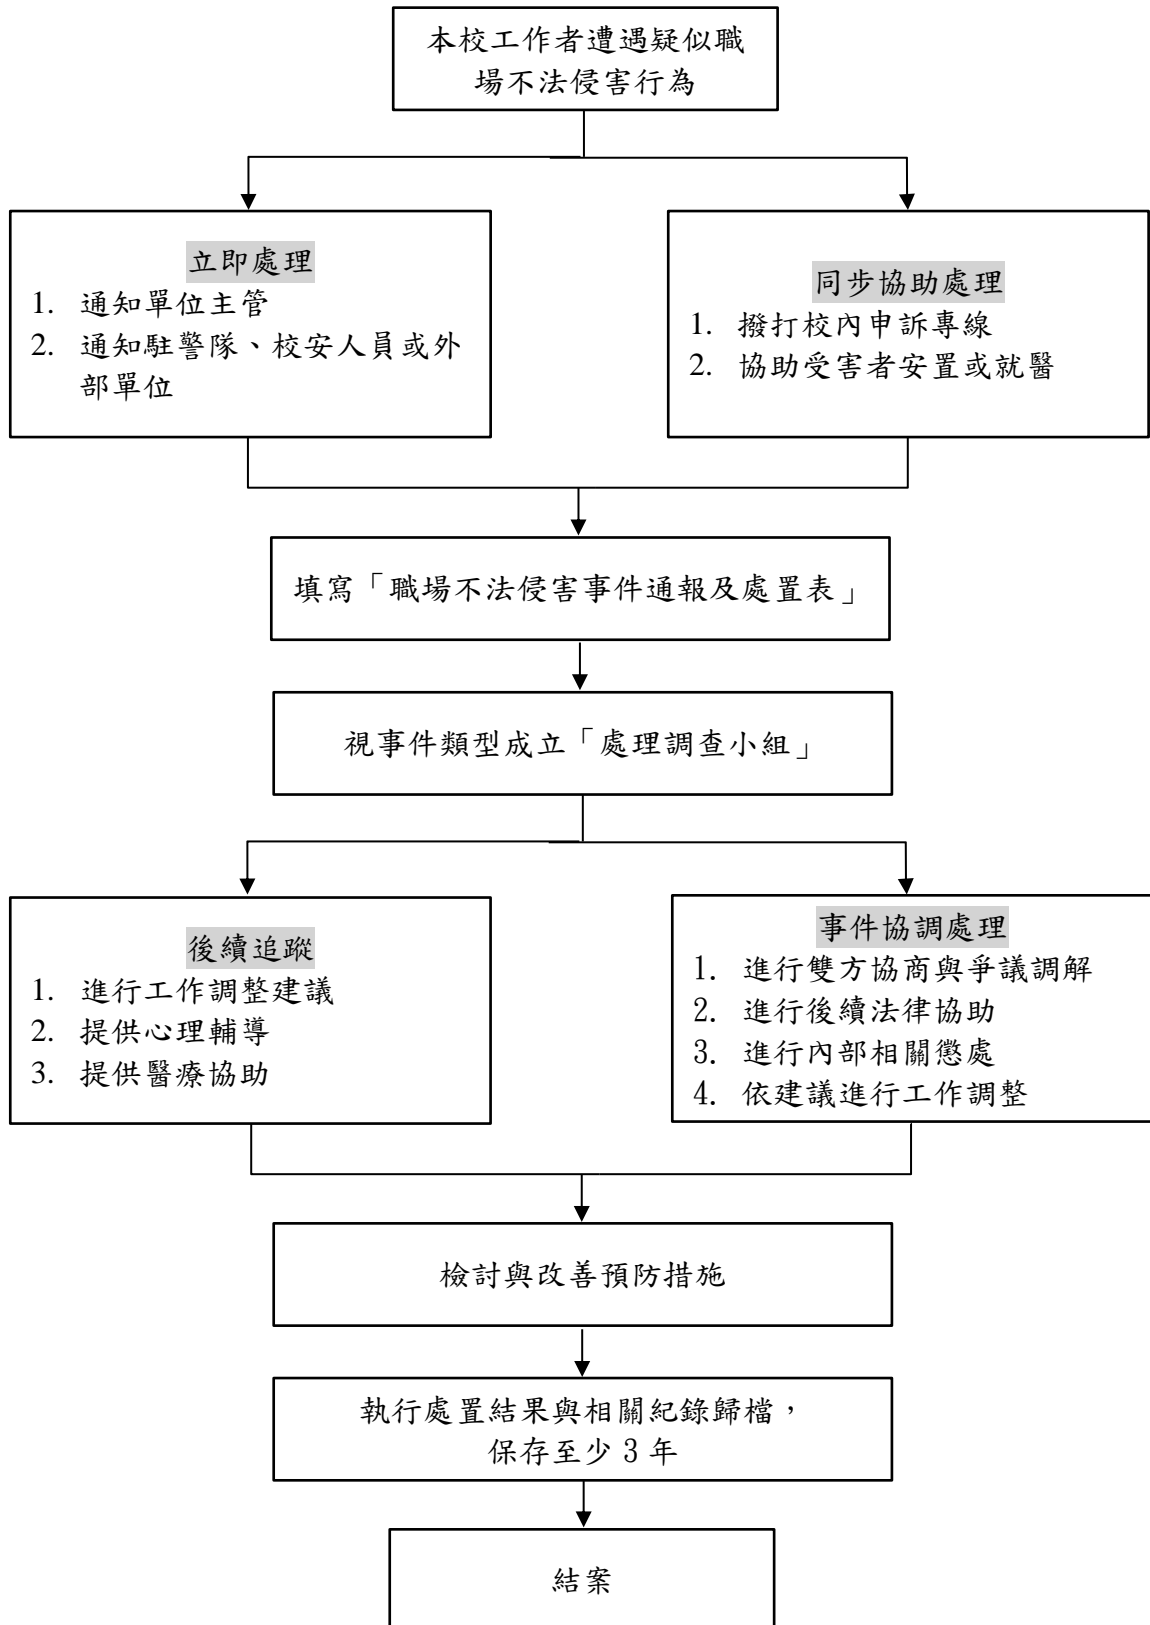 本校工作者遭遇疑似職
場不法侵害行為
立即處理
1. 通知單位主管
2. 通知駐警隊、校安人員或外
部單位
同步協助處理
1. 撥打校內申訴專線
2. 協助受害者安置或就醫
填寫「職場不法侵害事件通報及處置表」
視事件類型成立「處理調查小組」
後續追蹤
1. 進行工作調整建議
2. 提供心理輔導
3. 提供醫療協助
事件協調處理
1. 進行雙方協商與爭議調解
2. 進行後續法律協助
3. 進行內部相關懲處
4. 依建議進行工作調整
檢討與改善預防措施
執行處置結果與相關紀錄歸檔，
保存至少 3 年
結案